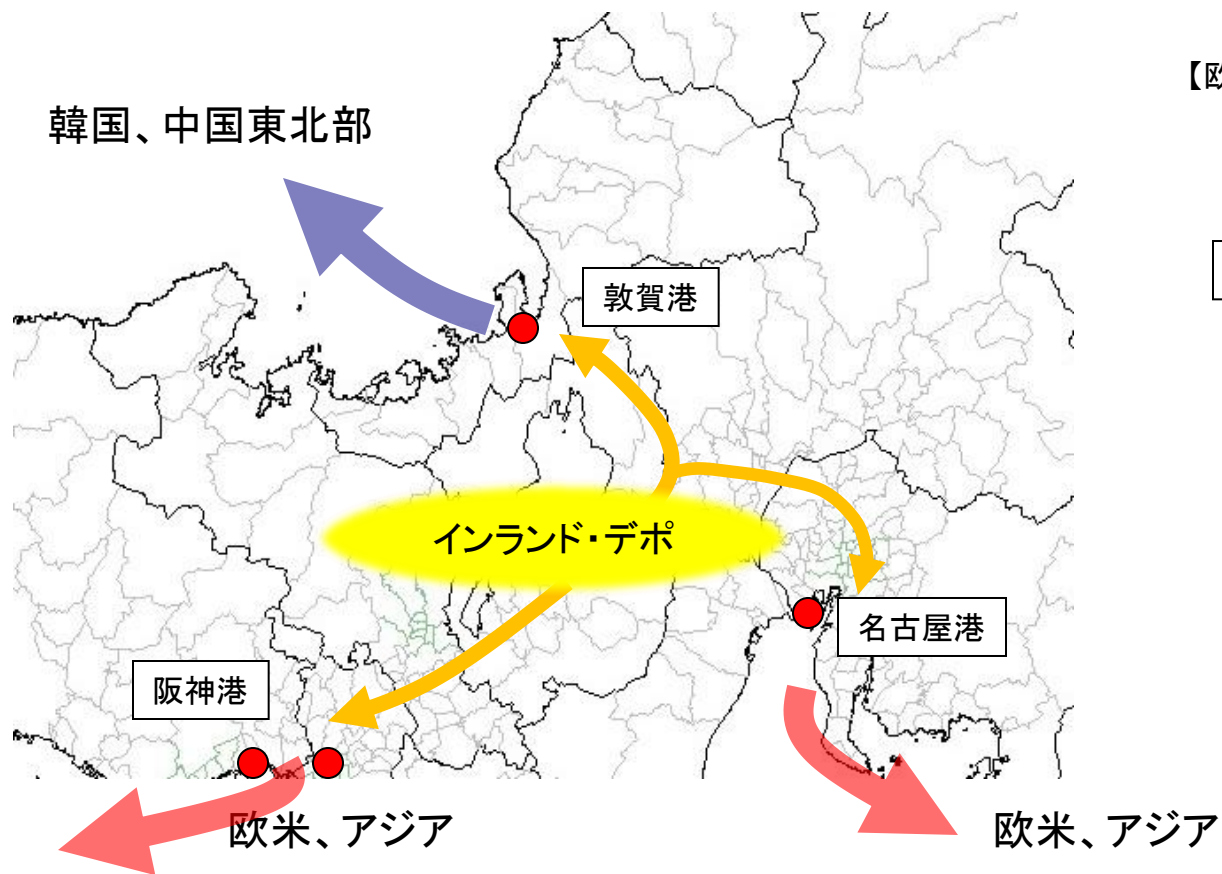 【欧
韓国、中国東北部
敦賀港
インランド・デポ
名古屋港
阪神港
欧米、アジア
欧米、アジア